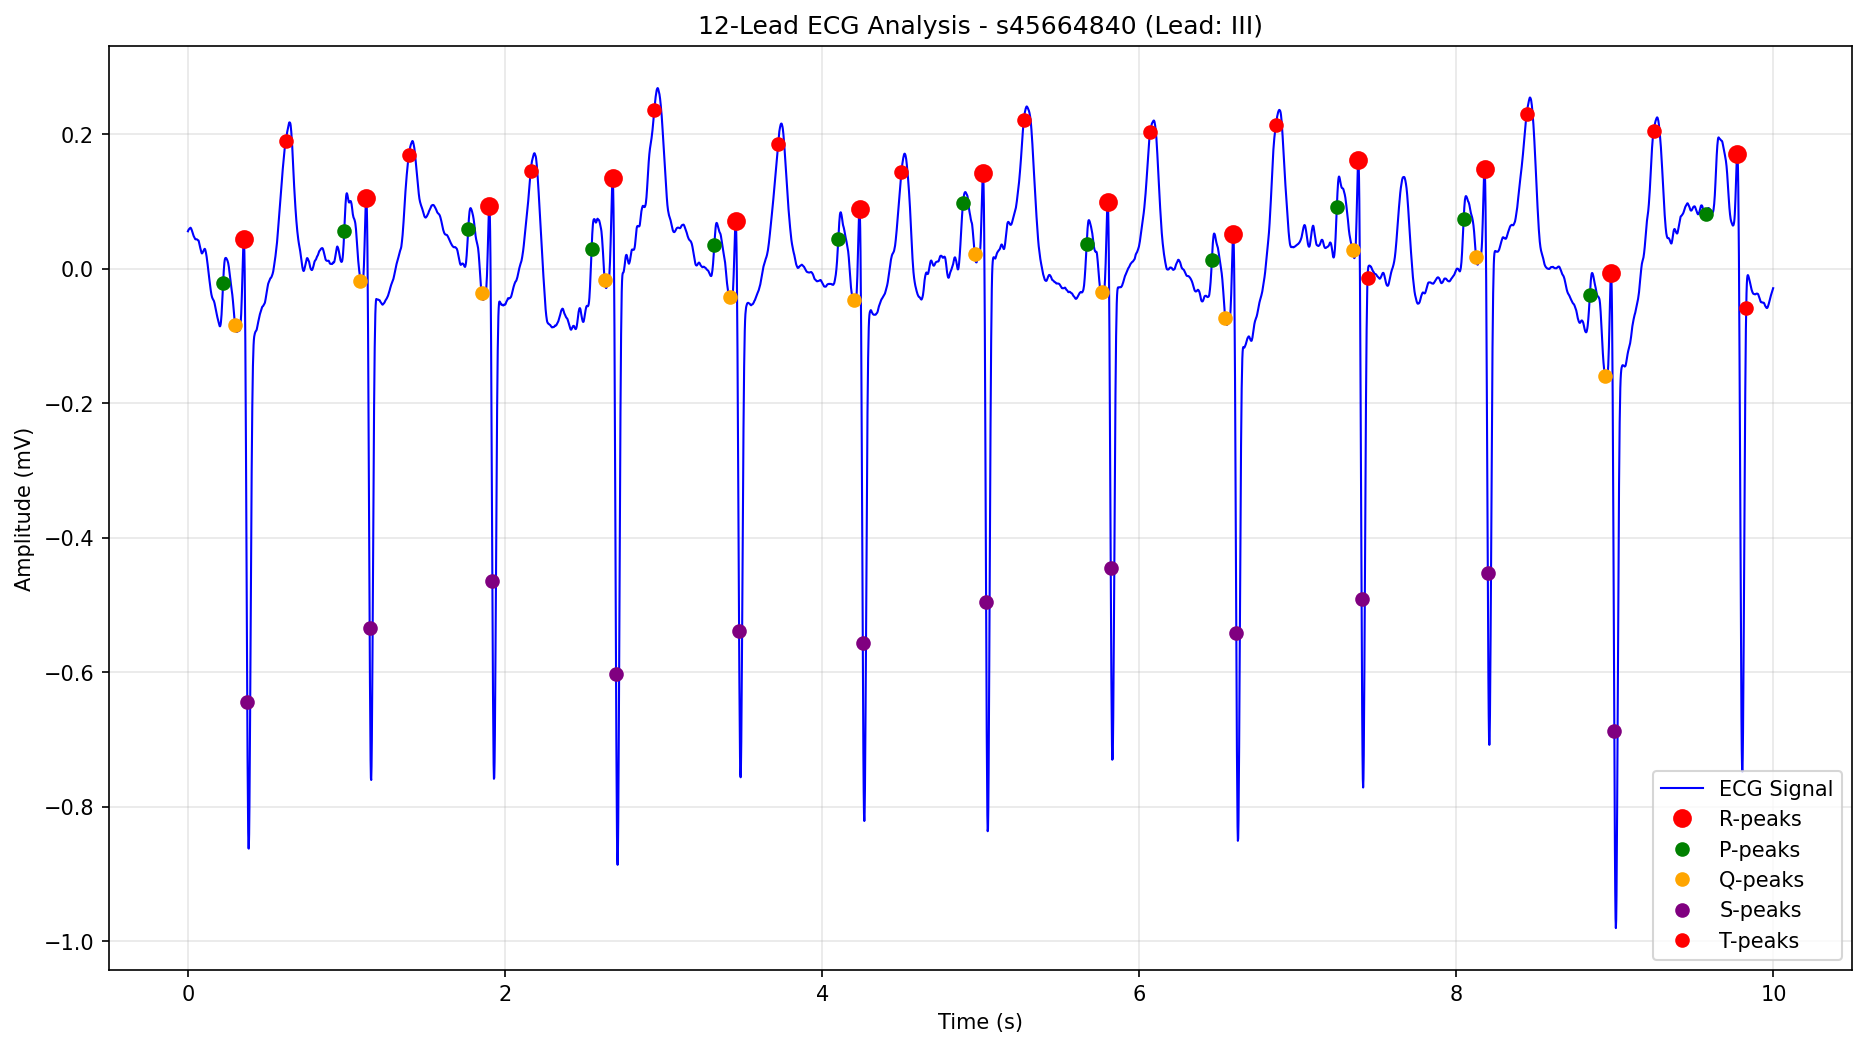 12-Lead ECG Analysis - s45664840 (Lead: III)
Amplitude (mV)
0.2
0.0
−0.2
−0.4
−0.6
−0.8
−1.0
ECG Signal
R-peaks
P-peaks
Q-peaks
S-peaks
T-peaks
0 2 4 6 8 10
Time (s)